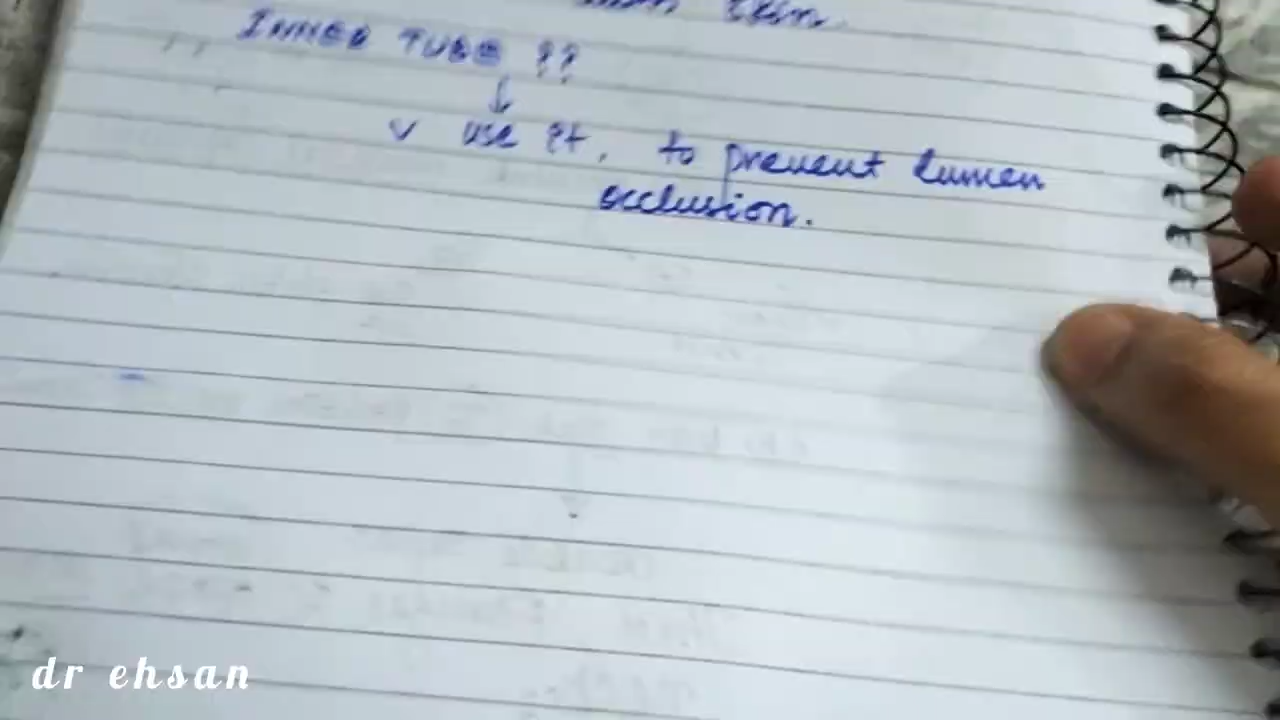 INNER TUBE ??
↓
✓ use it, to prevent lumen
occlusion.
dr ehsan